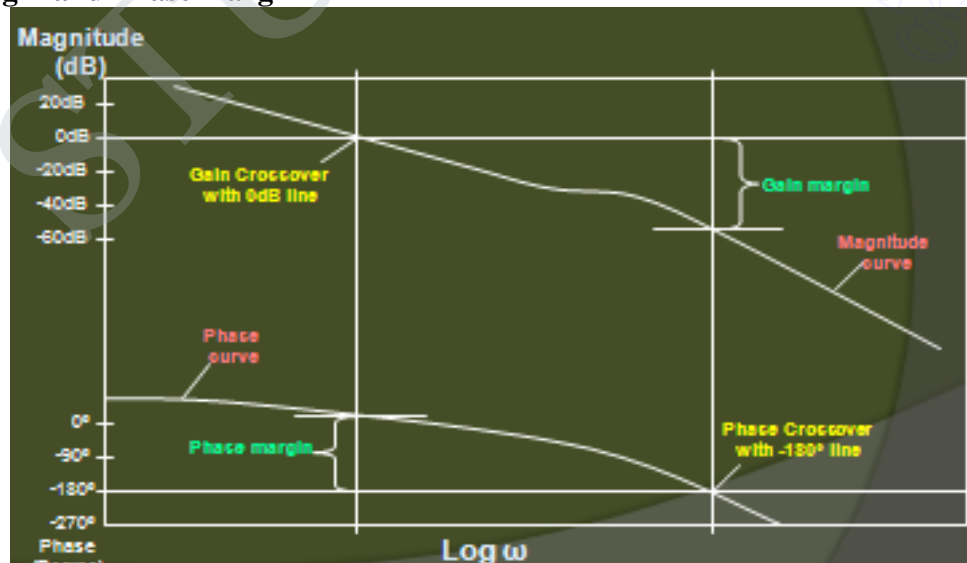 Magnitude
(dB)
20dB
0dB
-20dB
-40dB
-60dB
Gain Crossover
with 0dB line
Gain margin
Magnitude
curve
Phase
curve
0º
-90º
-180º
-270º
Phase margin
Phase Crossover
with -180º line
Phase
Log ω